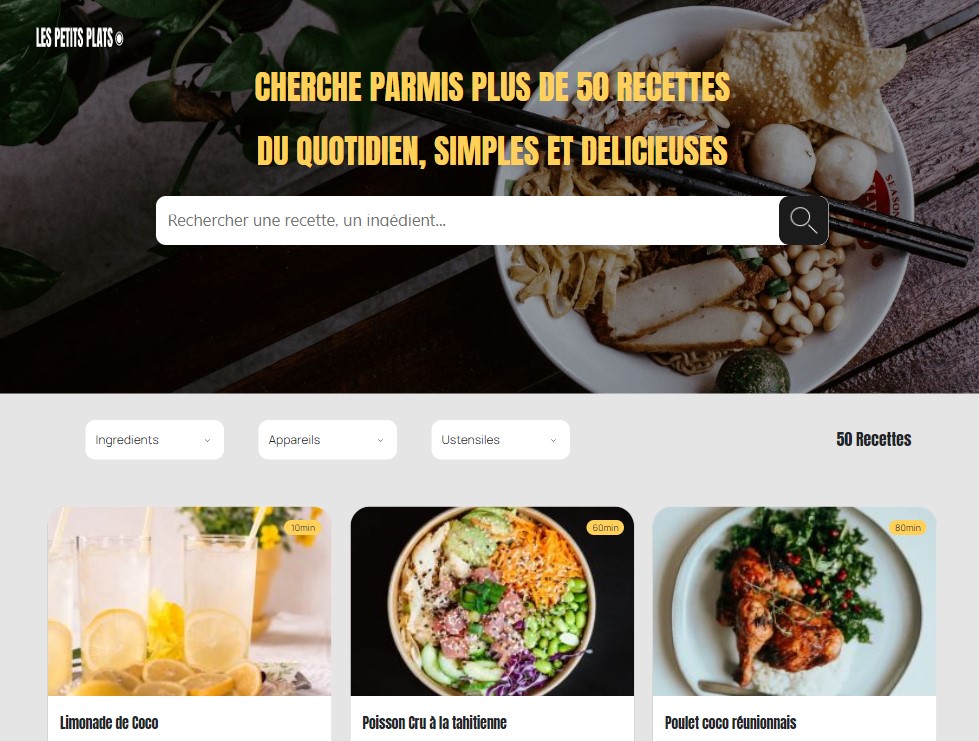 LES PETITS PLATS
CHERCHE PARMIS PLUS DE 50 RECETTES
DU QUOTIDIEN, SIMPLES ET DELICIEUSES
Rechercher une recette, un ingédient...
SEASON
Ingredients
Appareils
Ustensiles
50 Recettes
10min
60min
80min
Limonade de Coco
Poisson Cru à la tahitienne
Poulet coco réunionnais